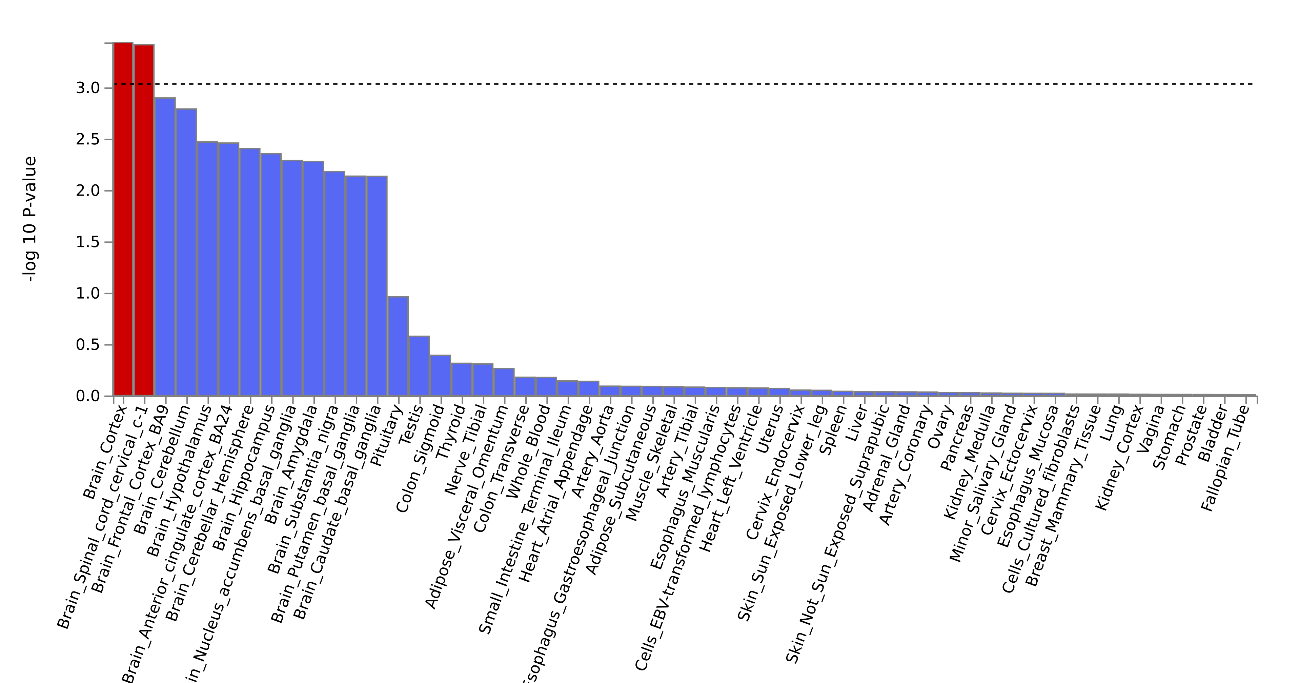 -log 10 P-value
3.0
2.5
2.0
1.5
1.0
0.5
0.0
Brain_Cortex
Brain_Spinal_cord_cervical_c-1
Brain_Frontal_Cortex_BA9
Brain_Cerebellum
Brain_Hypothalamus
Brain_Anterior_cingulate_cortex_BA24
Brain_Cerebellar_Hemisphere
Brain_Hippocampus
in_Nucleus_accumbens_basal_ganglia
Brain_Amygdala
Brain_Substantia_nigra
Brain_Putamen_basal_ganglia
Brain_Caudate_basal_ganglia
Pituitary
Testis
Colon_Sigmoid
Thyroid
Nerve_Tibial
Adipose_Visceral_Omentum
Colon_Transverse
Whole_Blood
Small_Intestine_Terminal_Ileum
Heart_Atrial_Appendage
Artery_Aorta
Esophagus_Gastroesophageal_Junction
Adipose_Subcutaneous
Muscle_Skeletal
Artery_Tibial
Esophagus_Muscularis
Cells_EBV-transformed_lymphocytes
Heart_Left_Ventricle
Uterus
Cervix_Endocervix
Skin_Sun_Exposed_Lower_leg
Spleen
Liver
Skin_Not_Sun_Exposed_Suprapubic
Adrenal_Gland
Artery_Coronary
Ovary
Pancreas
Kidney_Medulla
Minor_Salivary_Gland
Cervix_Ectocervix
Esophagus_Mucosa
Cells_Cultured_fibroblasts
Breast_Mammary_Tissue
Lung
Kidney_Cortex
Vagina
Stomach
Prostate
Bladder
Fallopian_Tube